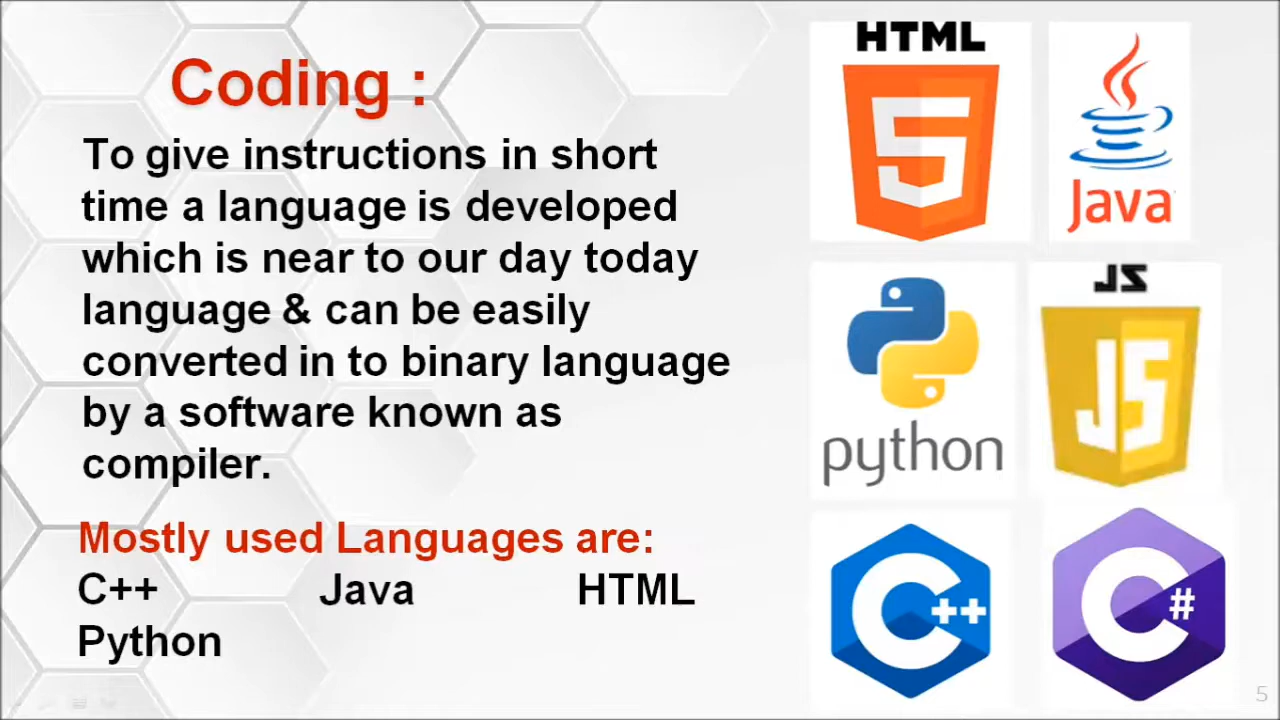 Coding :
To give instructions in short
time a language is developed
which is near to our day today
language & can be easily
converted in to binary language
by a software known as
compiler.
Mostly used Languages are:
C++ Java HTML
Python
HTML
5
Java
python
JS
JS
C++
C#
5